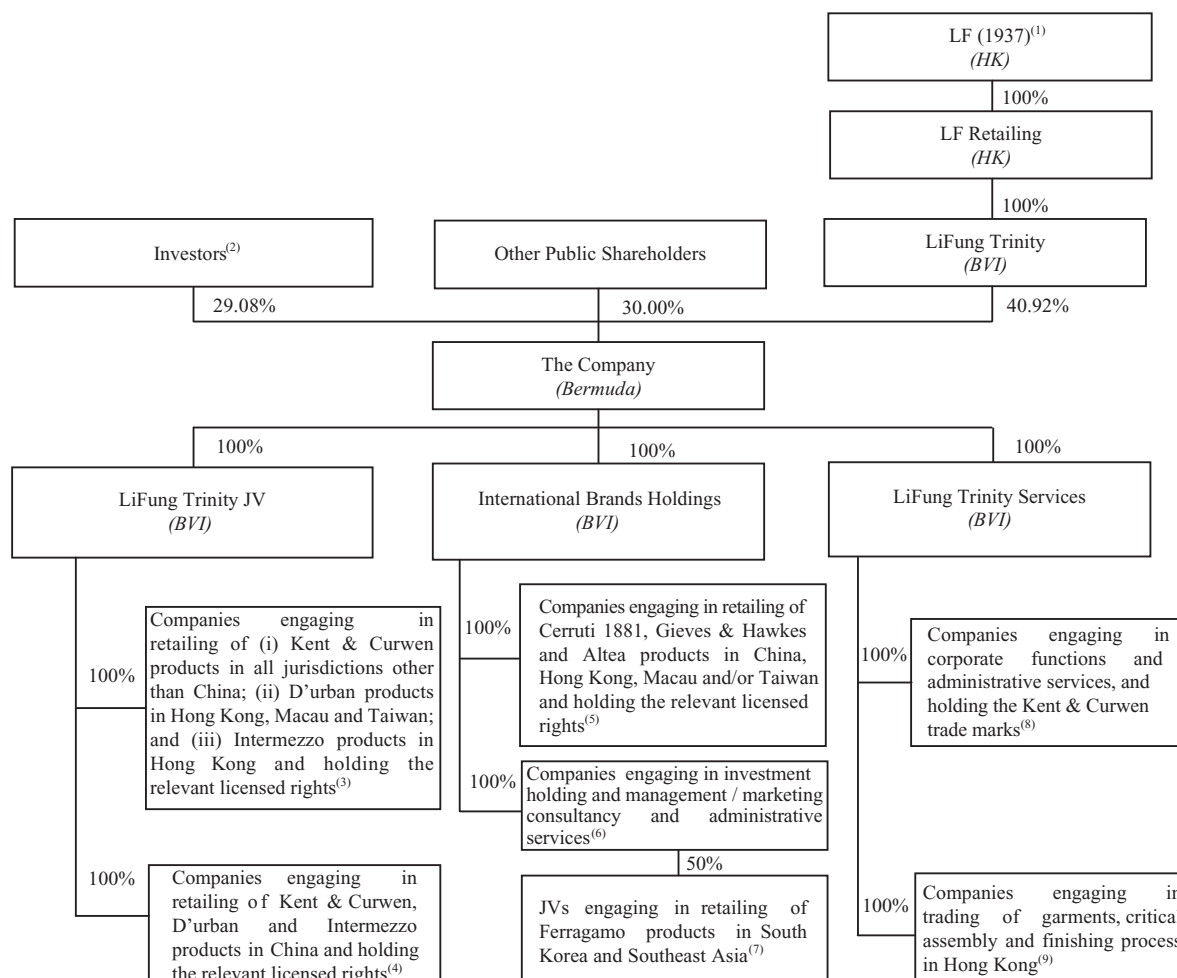 LF (1937)(1)
(HK)
100%
LF Retailing
(HK)
100%
Investors(2)
Other Public Shareholders
LiFung Trinity
(BVI)
29.08%
30.00%
40.92%
The Company
(Bermuda)
100%
100%
100%
LiFung Trinity JV
(BVI)
International Brands Holdings
(BVI)
LiFung Trinity Services
(BVI)
100%
Companies engaging in
retailing of (i) Kent & Curwen
products in all jurisdictions other
than China; (ii) D'urban products
in Hong Kong, Macau and Taiwan;
and (iii) Intermezzo products in
Hong Kong and holding the
relevant licensed rights(3)
100%
Companies engaging in retailing of
Cerruti 1881, Gieves & Hawkes
and Altea products in China,
Hong Kong, Macau and/or Taiwan
and holding the relevant licensed
rights(5)
100%
Companies engaging in
corporate functions and
administrative services, and
holding the Kent & Curwen
trade marks(8)
100%
Companies engaging in investment
holding and management / marketing
consultancy and administrative
services(6)
50%
100%
Companies engaging in
retailing of Kent & Curwen,
D'urban and Intermezzo
products in China and holding
the relevant licensed rights(4)
JVs engaging in retailing of
Ferragamo products in South
Korea and Southeast Asia(7)
100%
Companies engaging in
trading of garments, critical
assembly and finishing process
in Hong Kong(9)